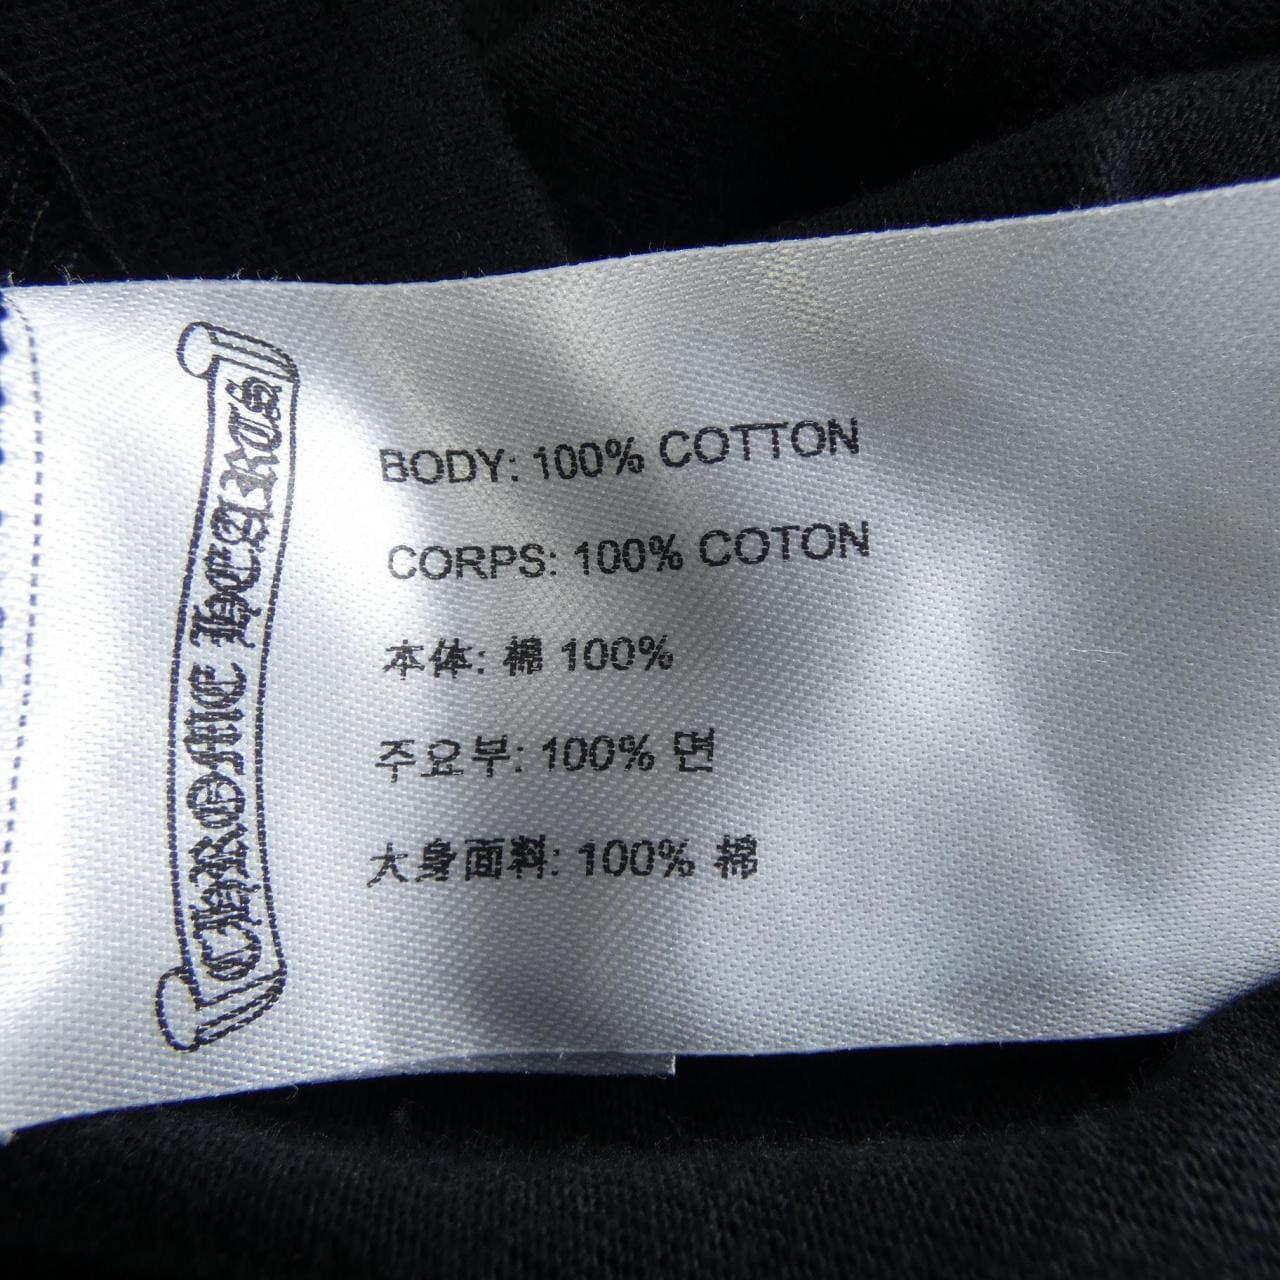 CHROME HEARTS
BODY: 100% COTTON
CORPS: 100% COTON
本体: 棉 100%
주요부: 100% 면
大身面料: 100% 棉